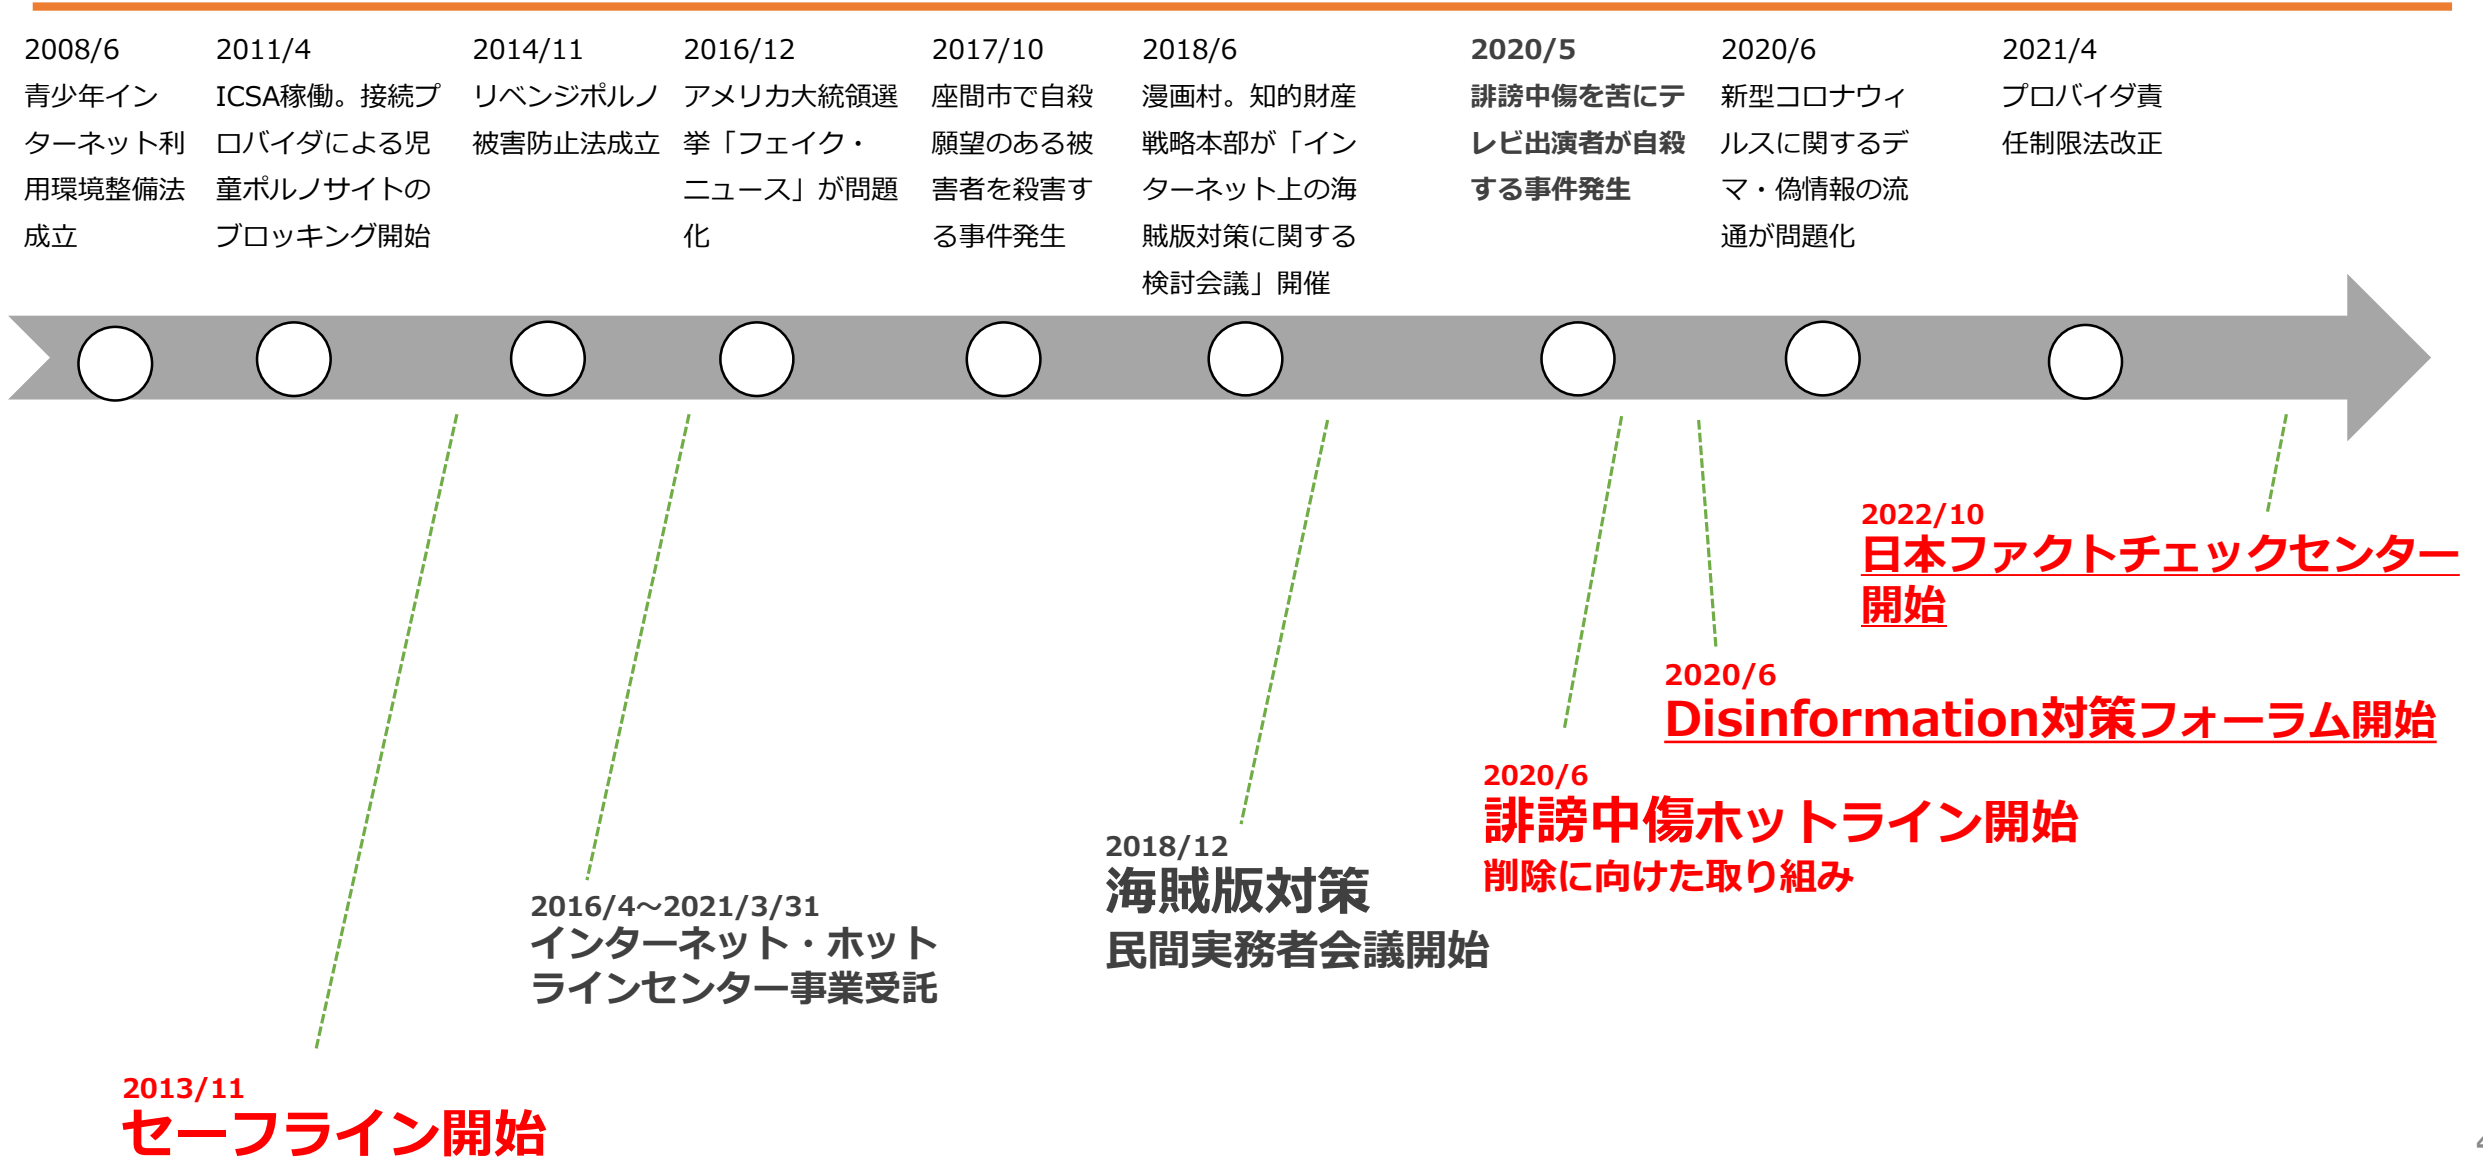 2008/6
青少年イン
ターネット利
用環境整備法
成立
2011/4
ICSA稼働。接続プ
ロバイダによる児
童ポルノサイトの
ブロッキング開始
2014/11
リベンジポルノ
被害防止法成立
2016/12
アメリカ大統領選
挙「フェイク・
ニュース」が問題
化
2017/10
座間市で自殺
願望のある被
害者を殺害す
る事件発生
2018/6
漫画村。知的財産
戦略本部が「イン
ターネット上の海
賊版対策に関する
検討会議」開催
2020/5
誹謗中傷を苦にテ
レビ出演者が自殺
する事件発生
2020/6
新型コロナウィ
ルスに関するデ
マ・偽情報の流
通が問題化
2021/4
プロバイダ責
任制限法改正
2022/10
日本ファクトチェックセンター
開始
2020/6
Disinformation対策フォーラム開始
2020/6
誹謗中傷ホットライン開始
削除に向けた取り組み
2018/12
海賊版対策
民間実務者会議開始
2016/4～2021/3/31
インターネット・ホット
ラインセンター事業受託
2013/11
セーフライン開始